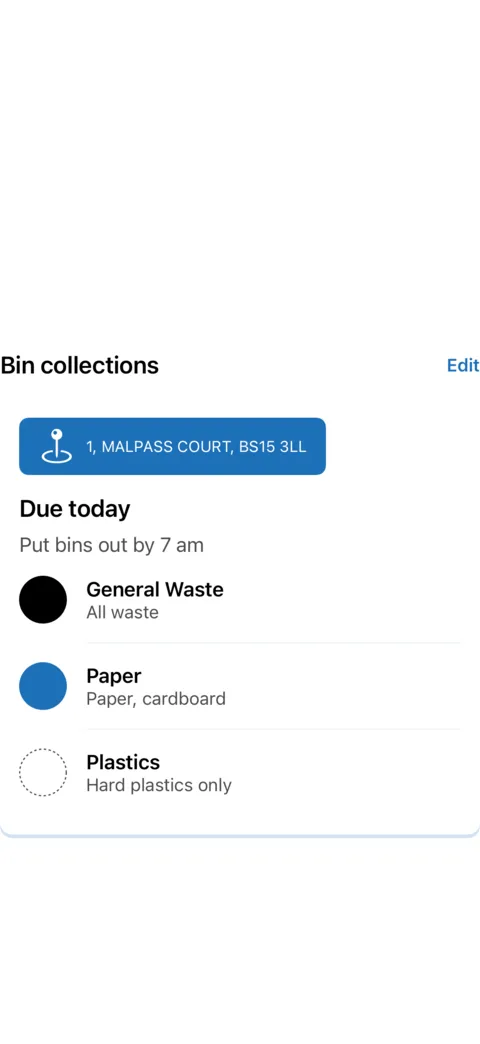 Bin collections
Edit
1, MALPASS COURT, BS15 3LL
Due today
Put bins out by 7 am
General Waste
All waste
Paper
Paper, cardboard
Plastics
Hard plastics only